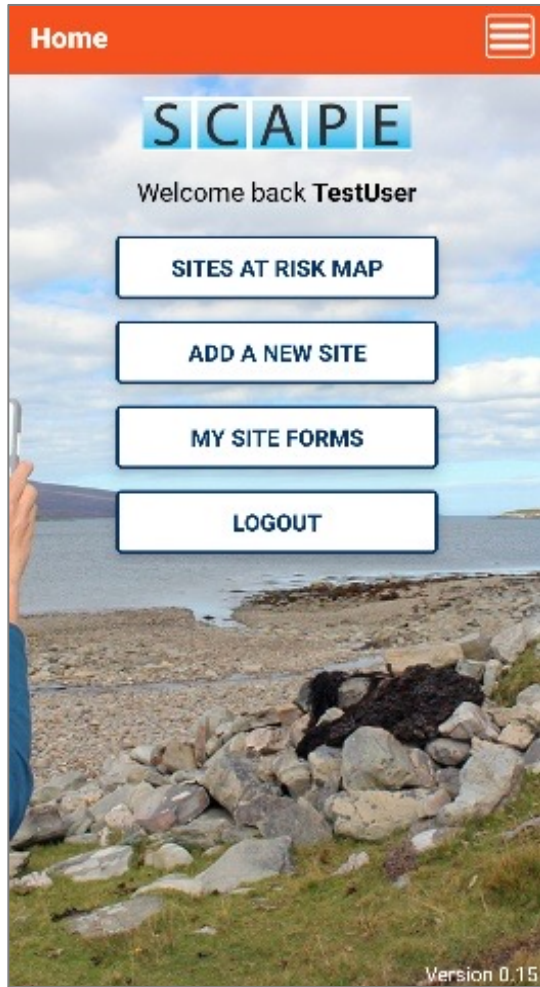 Home
SCAPE
Welcome back TestUser
SITES AT RISK MAP
ADD A NEW SITE
MY SITE FORMS
LOGOUT
Version 0.15